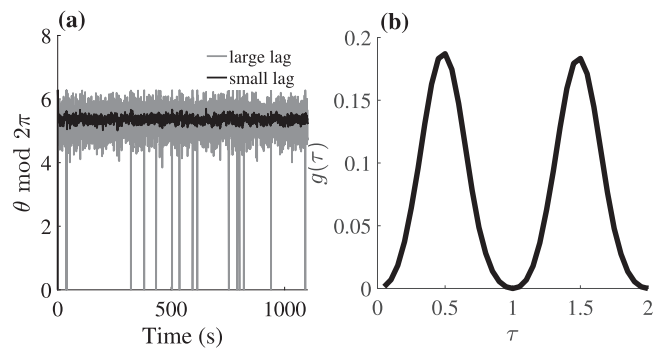 (a)
8
6
4
2
0
θ mod 2π
large lag
small lag
0
500
1000
Time (s)
(b)
0.2
0.15
0.1
0.05
0
g(τ)
0
0.5
1
1.5
2
τ